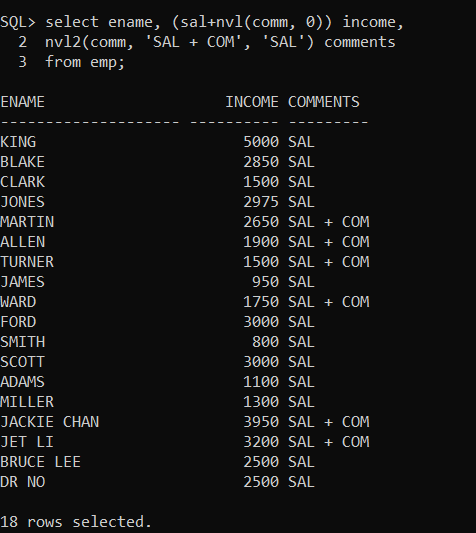 SQL> select ename, (sal+nvl(comm, 0)) income,
  2  nvl2(comm, 'SAL + COM', 'SAL') comments
  3  from emp;
ENAME                    INCOME COMMENTS
-------------------- ---------- ---------
KING                       5000 SAL
BLAKE                      2850 SAL
CLARK                      1500 SAL
JONES                      2975 SAL
MARTIN                     2650 SAL + COM
ALLEN                      1900 SAL + COM
TURNER                     1500 SAL + COM
JAMES                       950 SAL
WARD                       1750 SAL + COM
FORD                       3000 SAL
SMITH                       800 SAL
SCOTT                      3000 SAL
ADAMS                      1100 SAL
MILLER                     1300 SAL
JACKIE CHAN                3950 SAL + COM
JET LI                     3200 SAL + COM
BRUCE LEE                  2500 SAL
DR NO                      2500 SAL
18 rows selected.